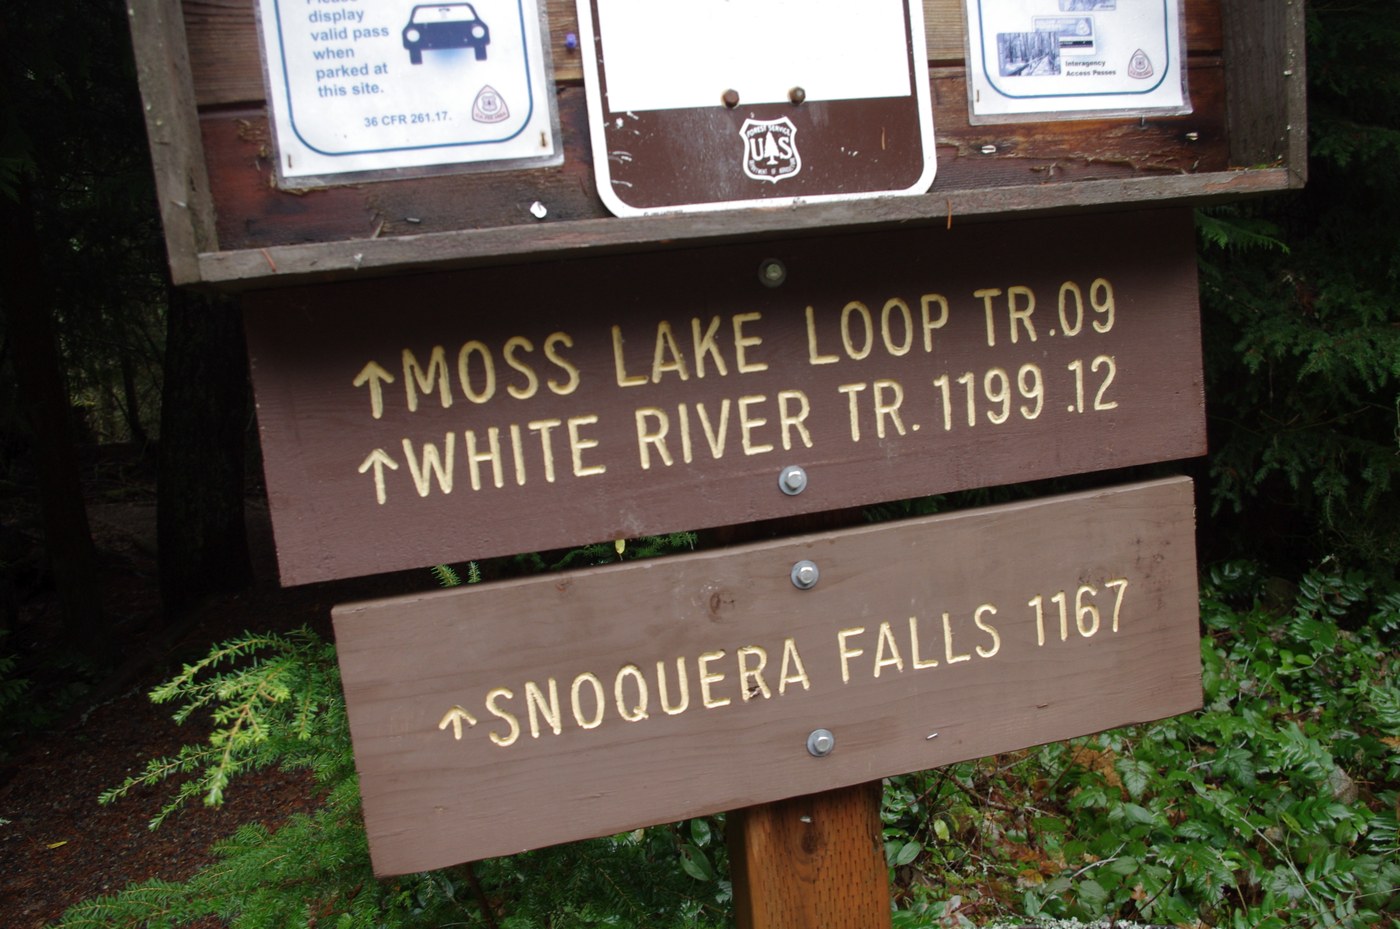 display
valid pass
when
parked at
this site.
36 CFR 261.17.
Interagency
Access Passes
FOREST SERVICE
U S
↑MOSS LAKE LOOP TR.09
↑WHITE RIVER TR. 1199 .12
↑SNOQUERA FALLS 1167